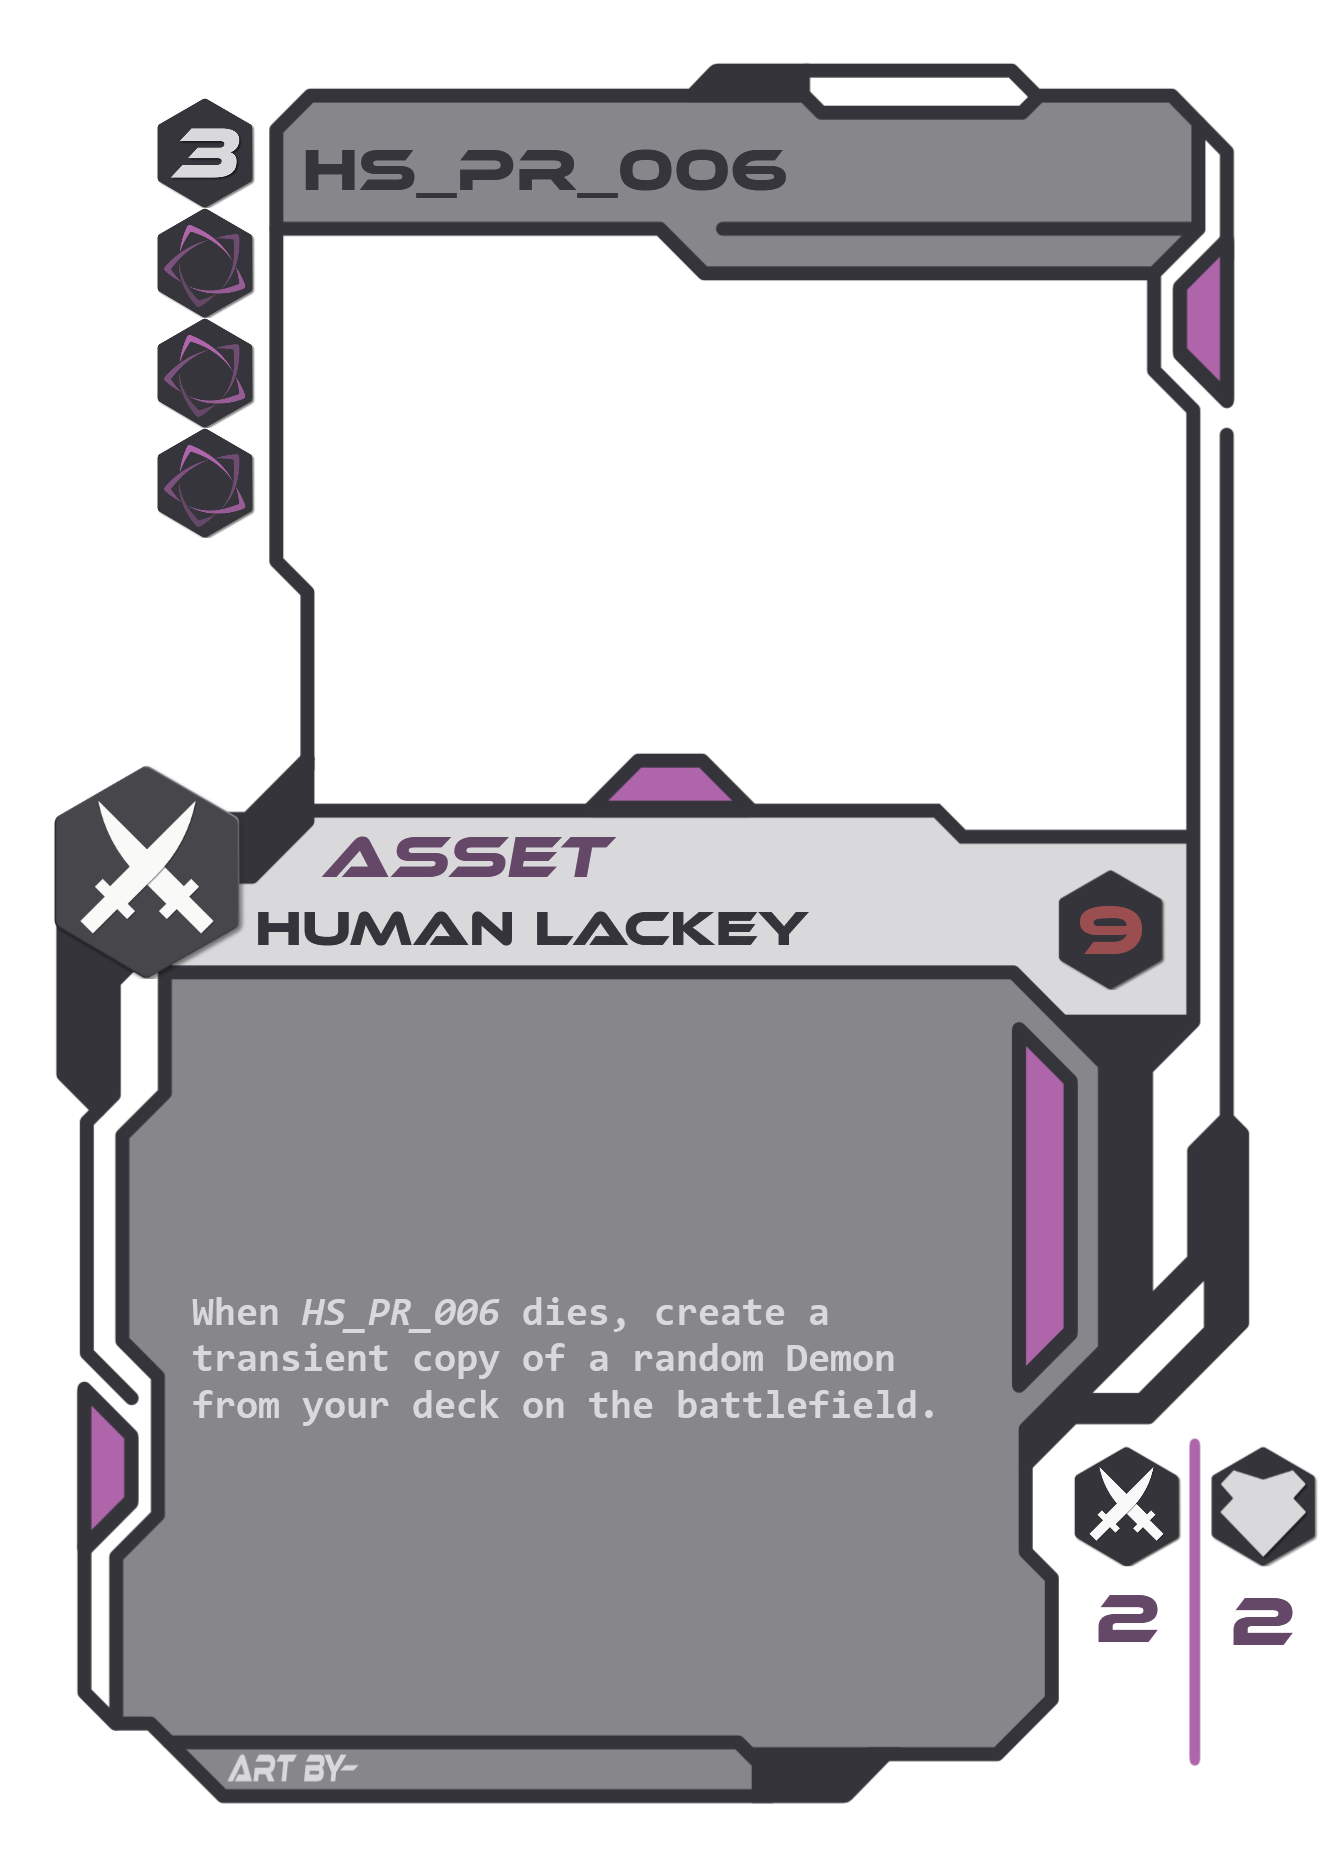 3
HS_PR_006
ASSET
HUMAN LACKEY
9
When HS_PR_006 dies, create a
transient copy of a random Demon
from your deck on the battlefield.
2
2
ART BY-